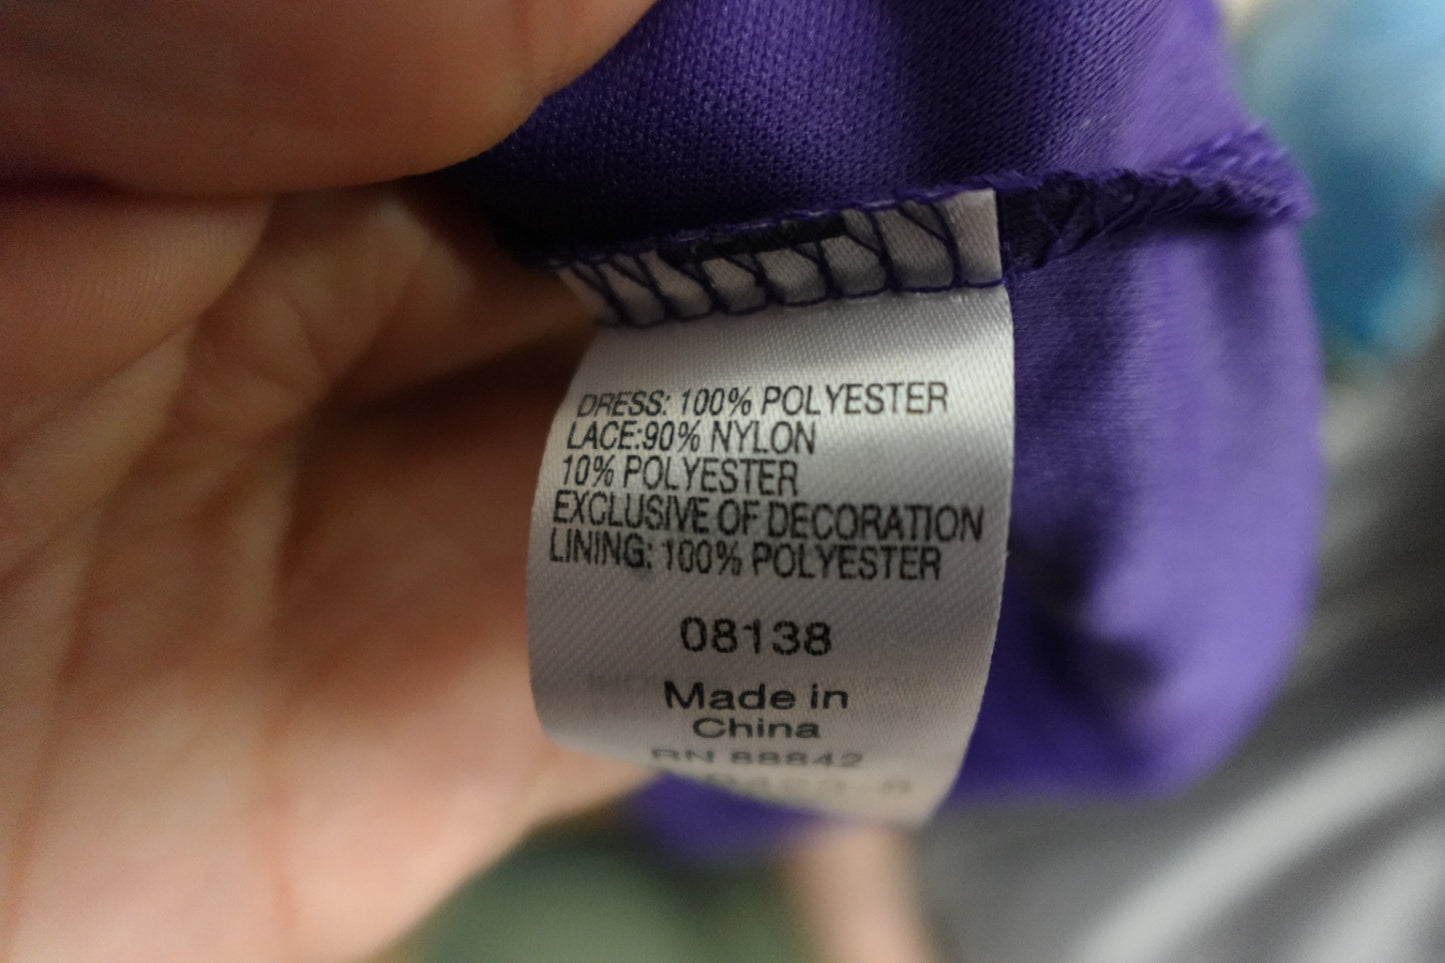 DRESS: 100% POLYESTER
LACE:90% NYLON
10% POLYESTER
EXCLUSIVE OF DECORATION
LINING: 100% POLYESTER
08138
Made in
China
RN 88842